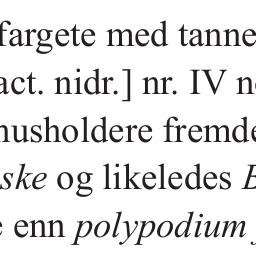 fargete med tanne
act. nidr.] nr. IV n
husholdere fremde
ske og likeledes
enn polypodium